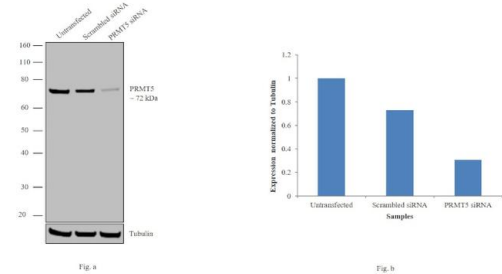 Untransfected
Scrambled siRNA
PRMT5 siRNA
160
110
80
60
50
40
30
20
PRMT5
~ 72 kDa
Tubulin
Fig. a
Expression normalized to Tubulin
1.2
1
0.8
0.6
0.4
0.2
0
Untransfected
Scrambled siRNA
PRMT5 siRNA
Samples
Fig. b